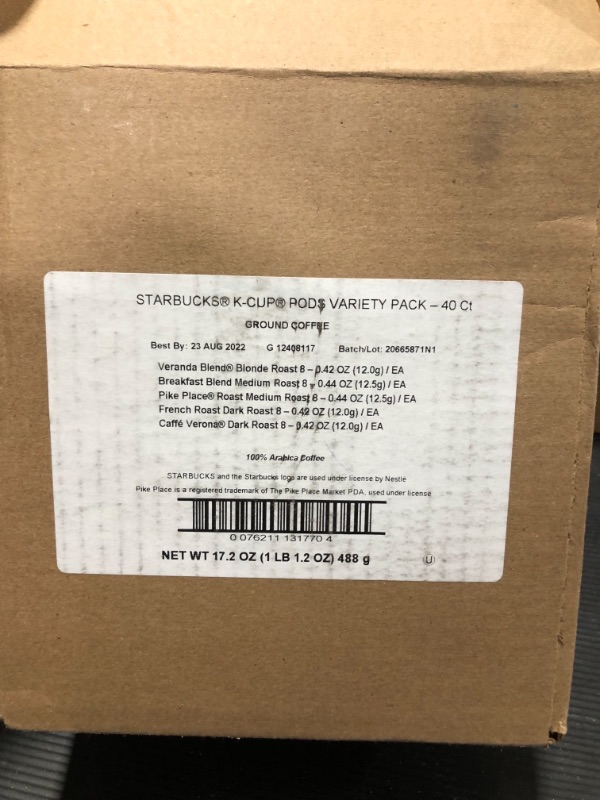 STARBUCKS® K-CUP® PODS VARIETY PACK – 40 Ct
GROUND COFFEE
Best By: 23 AUG 2022 G 12408117 Batch/Lot: 20665871N1
Veranda Blend® Blonde Roast 8 – 0.42 OZ (12.0g) / EA
Breakfast Blend Medium Roast 8 – 0.44 OZ (12.5g) / EA
Pike Place® Roast Medium Roast 8 – 0.44 OZ (12.5g) / EA
French Roast Dark Roast 8 – 0.42 OZ (12.0g) / EA
Caffé Verona® Dark Roast 8 – 0.42 OZ (12.0g) / EA
100% Arabica Coffee
STARBUCKS and the Starbucks logo are used under license by Nestlé
Pike Place is a registered trademark of The Pike Place Market PDA, used under license
0 076211 131770 4
NET WT 17.2 OZ (1 LB 1.2 OZ) 488 g U